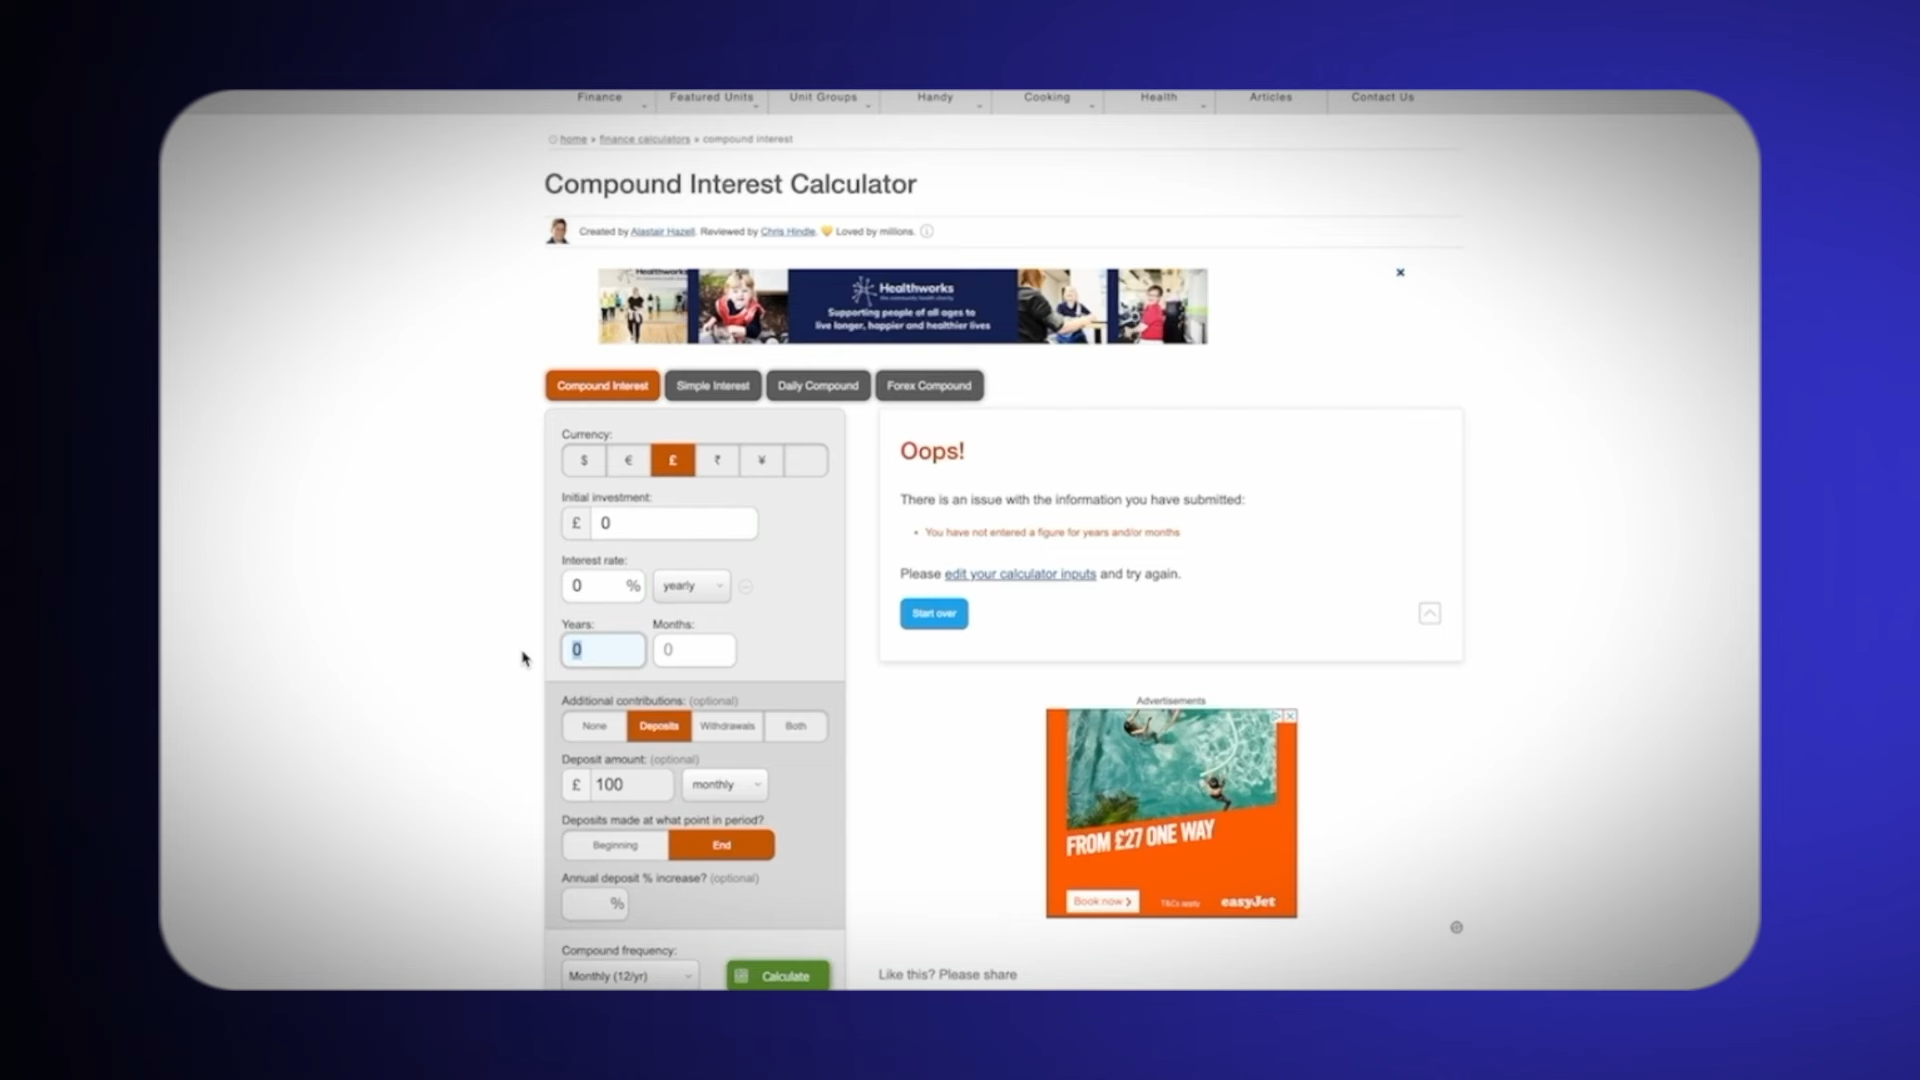 Finance
Featured Units
Unit Groups
Handy
Cooking
Health
Articles
Contact Us
home » finance calculators » compound interest
Compound Interest Calculator
Created by Alastair Hazell. Reviewed by Chris Hindle. 💛 Loved by millions.
Healthworks
Healthworks
the community health charity
Supporting people of all ages to
live longer, happier and healthier lives
Compound Interest
Simple Interest
Daily Compound
Forex Compound
Currency:
$ € £ ₹ ¥
Initial investment:
£ 0
Interest rate:
0 % yearly
Years: Months:
0 0
Additional contributions: (optional)
None Deposits Withdrawals Both
Deposit amount: (optional)
£ 100 monthly
Deposits made at what point in period?
Beginning End
Annual deposit % increase? (optional)
%
Compound frequency:
Monthly (12/yr)
Calculate
Oops!
There is an issue with the information you have submitted:
• You have not entered a figure for years and/or months
Please edit your calculator inputs and try again.
Start over
Advertisements
FROM £27 ONE WAY
Book now
T&Cs apply
easyJet
Like this? Please share